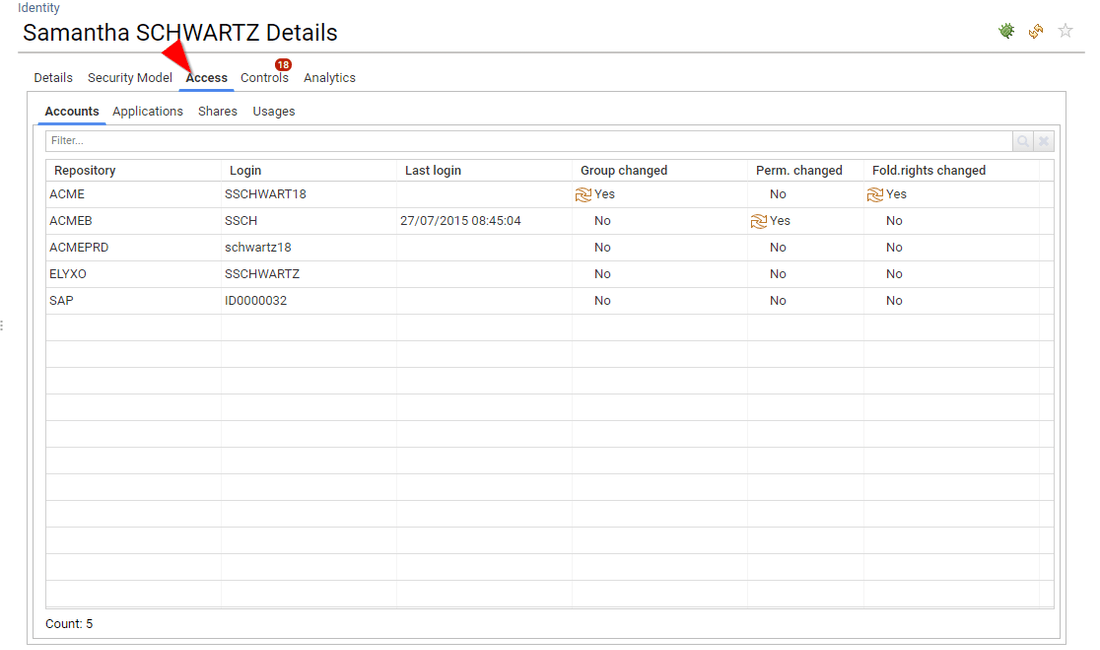 Identity
Samantha SCHWARTZ Details
18
Details Security Model Access Controls Analytics
Accounts Applications Shares Usages
Filter...
Repository Login Last login Group changed Perm. changed Fold.rights changed
ACME SSCHWART18 Yes No Yes
ACMEB SSCH 27/07/2015 08:45:04 No Yes No
ACMEPRD schwartz18 No No No
ELYXO SSCHWARTZ No No No
SAP ID0000032 No No No
Count: 5